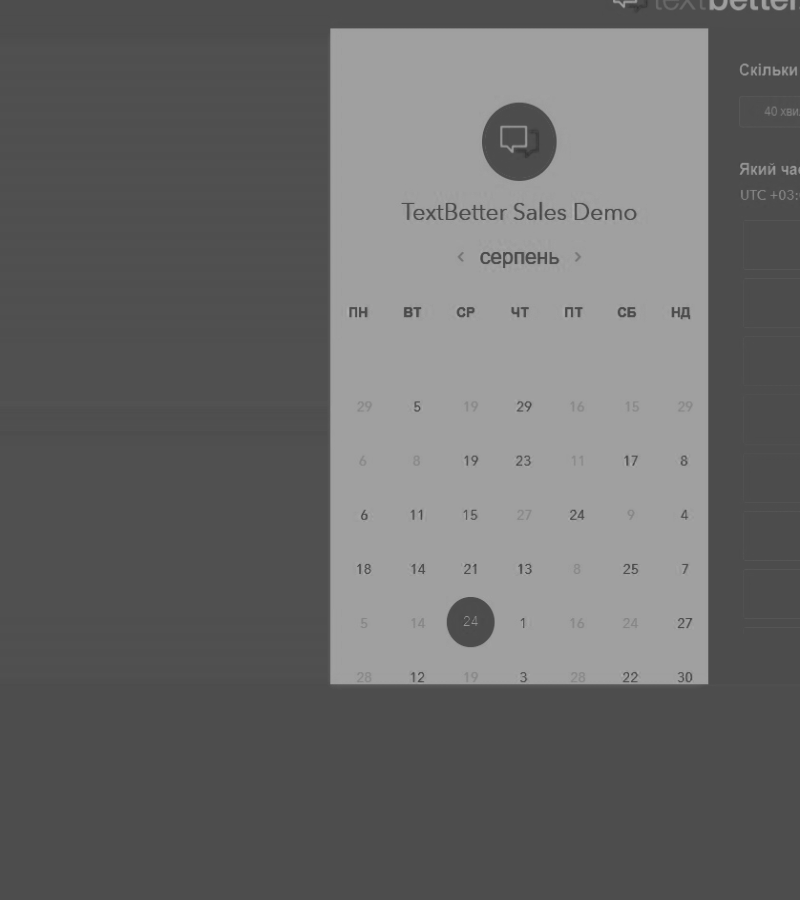 textbetter
TextBetter Sales Demo
серпень
ПН ВТ СР ЧТ ПТ СБ НД
29 5 19 29 16 15 29
6 8 19 23 11 17 8
6 11 15 27 24 9 4
18 14 21 13 8 25 7
5 14 24 1 16 24 27
28 12 19 3 28 22 30
Скільки
40 хви
Який ча
UTC +03: